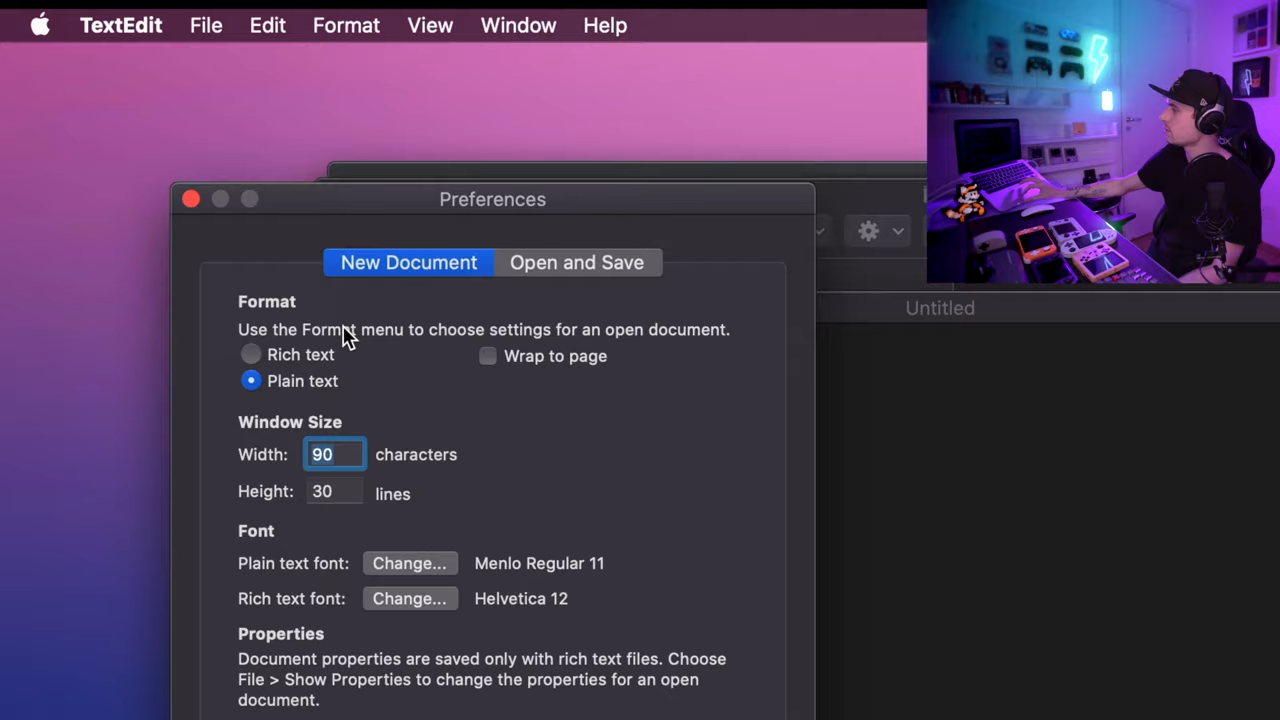 TextEdit File Edit Format View Window Help
Preferences
New Document Open and Save
Untitled
Format
Use the Format menu to choose settings for an open document.
Rich text Wrap to page
Plain text
Window Size
Width: 90 characters
Height: 30 lines
Font
Plain text font: Change... Menlo Regular 11
Rich text font: Change... Helvetica 12
Properties
Document properties are saved only with rich text files. Choose
File > Show Properties to change the properties for an open
document.